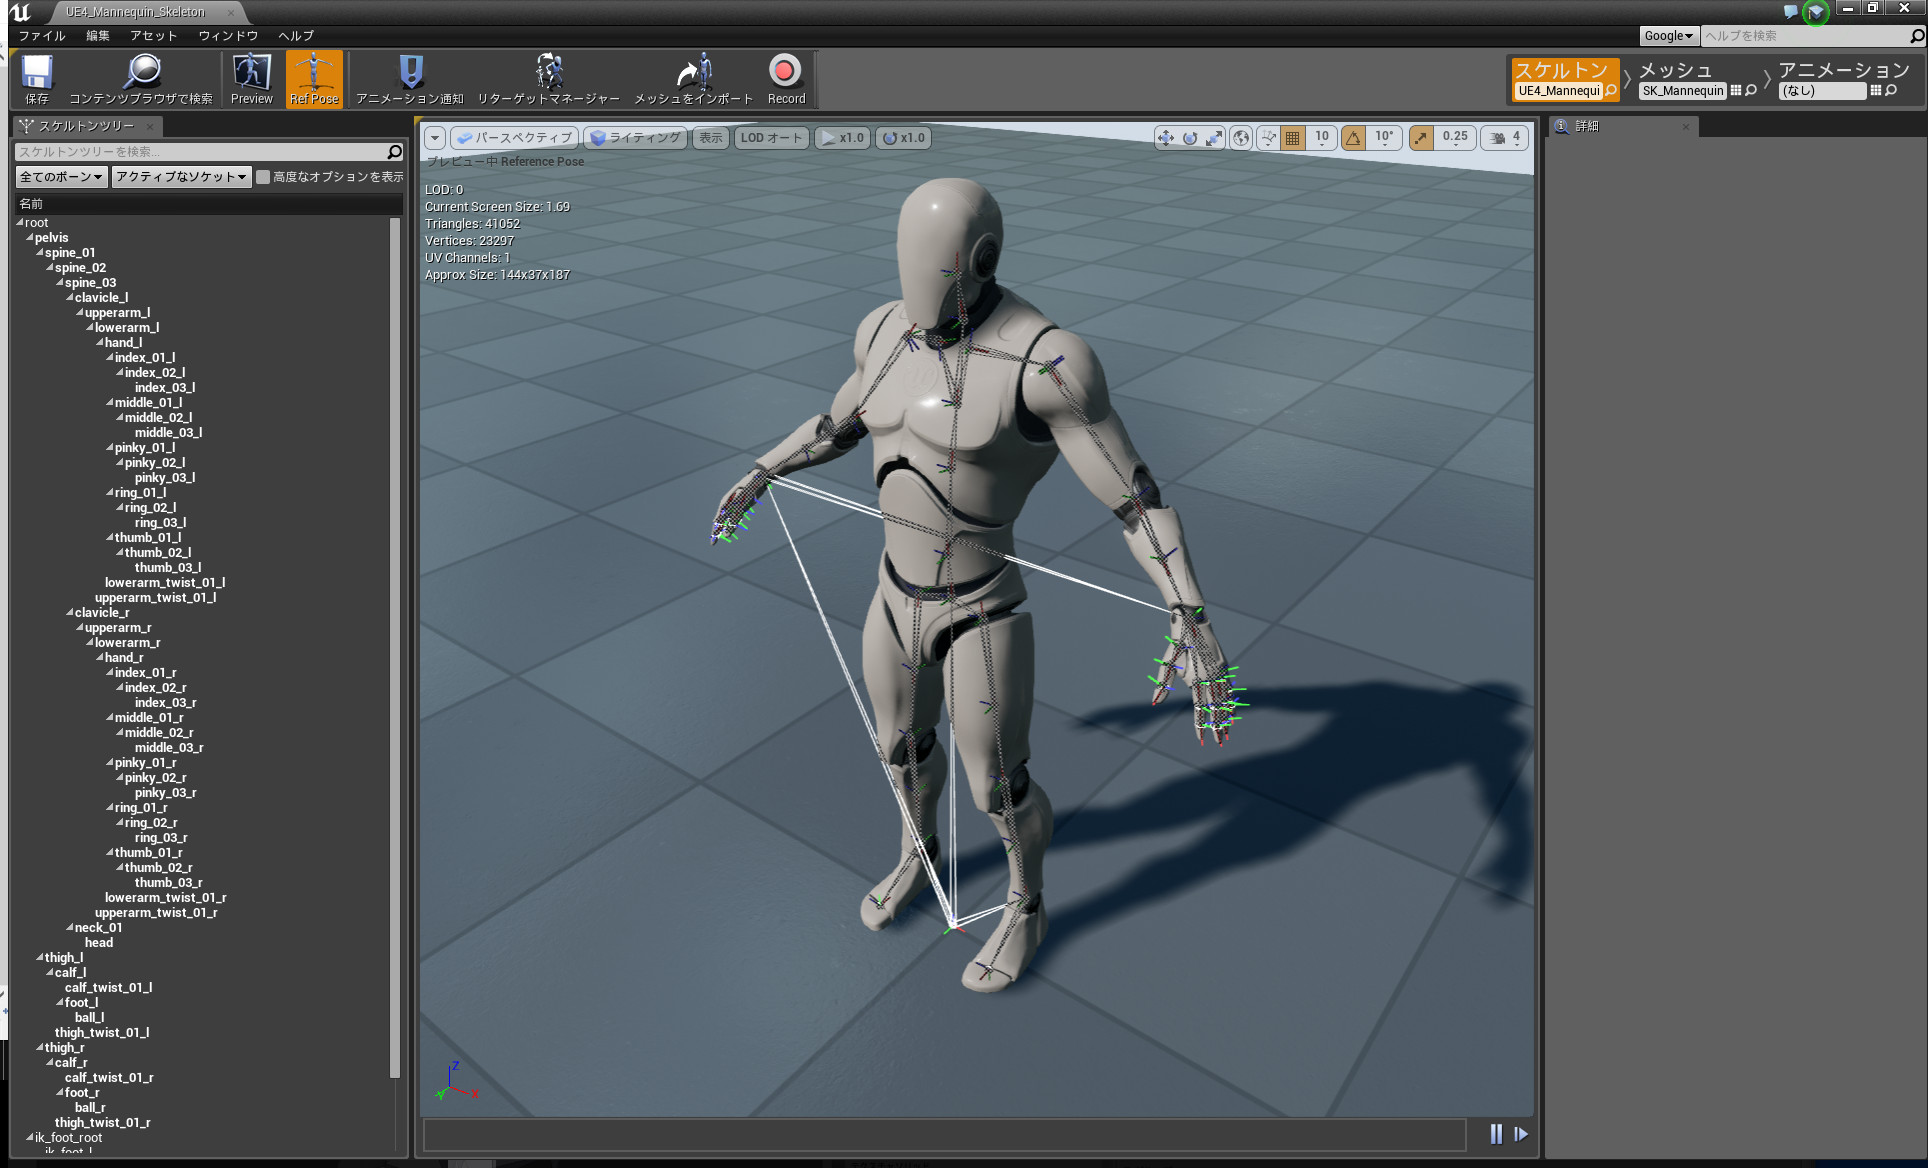 UE4_Mannequin_Skeleton
ファイル 編集 アセット ウィンドウ ヘルプ
Google ヘルプを検索
保存 コンテンツブラウザで検索 Preview Ref Pose アニメーション通知 リターゲットマネージャー メッシュをインポート Record
スケルトン メッシュ アニメーション
UE4_Mannequi SK_Mannequin (なし)
スケルトンツリー
スケルトンツリーを検索...
全てのボーン アクティブなソケット 高度なオプションを表示
名前
root
pelvis
spine_01
spine_02
spine_03
clavicle_l
upperarm_l
lowerarm_l
hand_l
index_01_l
index_02_l
index_03_l
middle_01_l
middle_02_l
middle_03_l
pinky_01_l
pinky_02_l
pinky_03_l
ring_01_l
ring_02_l
ring_03_l
thumb_01_l
thumb_02_l
thumb_03_l
lowerarm_twist_01_l
upperarm_twist_01_l
clavicle_r
upperarm_r
lowerarm_r
hand_r
index_01_r
index_02_r
index_03_r
middle_01_r
middle_02_r
middle_03_r
pinky_01_r
pinky_02_r
pinky_03_r
ring_01_r
ring_02_r
ring_03_r
thumb_01_r
thumb_02_r
thumb_03_r
lowerarm_twist_01_r
upperarm_twist_01_r
neck_01
head
thigh_l
calf_l
calf_twist_01_l
foot_l
ball_l
thigh_twist_01_l
thigh_r
calf_r
calf_twist_01_r
foot_r
ball_r
thigh_twist_01_r
ik_foot_root
ik_foot_l
パースペクティブ ライティング 表示 LOD オート x1.0 x1.0 10 10° 0.25 4
プレビュー中 Reference Pose
LOD: 0
Current Screen Size: 1.69
Triangles: 41052
Vertices: 23297
UV Channels: 1
Approx Size: 144x37x187
Z
Y X
詳細